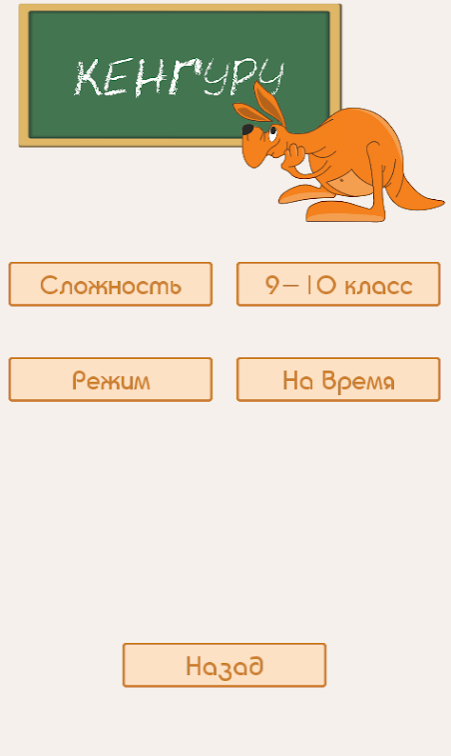 КЕНГУРУ
Сложность
9-10 класс
Режим
На Время
Назад